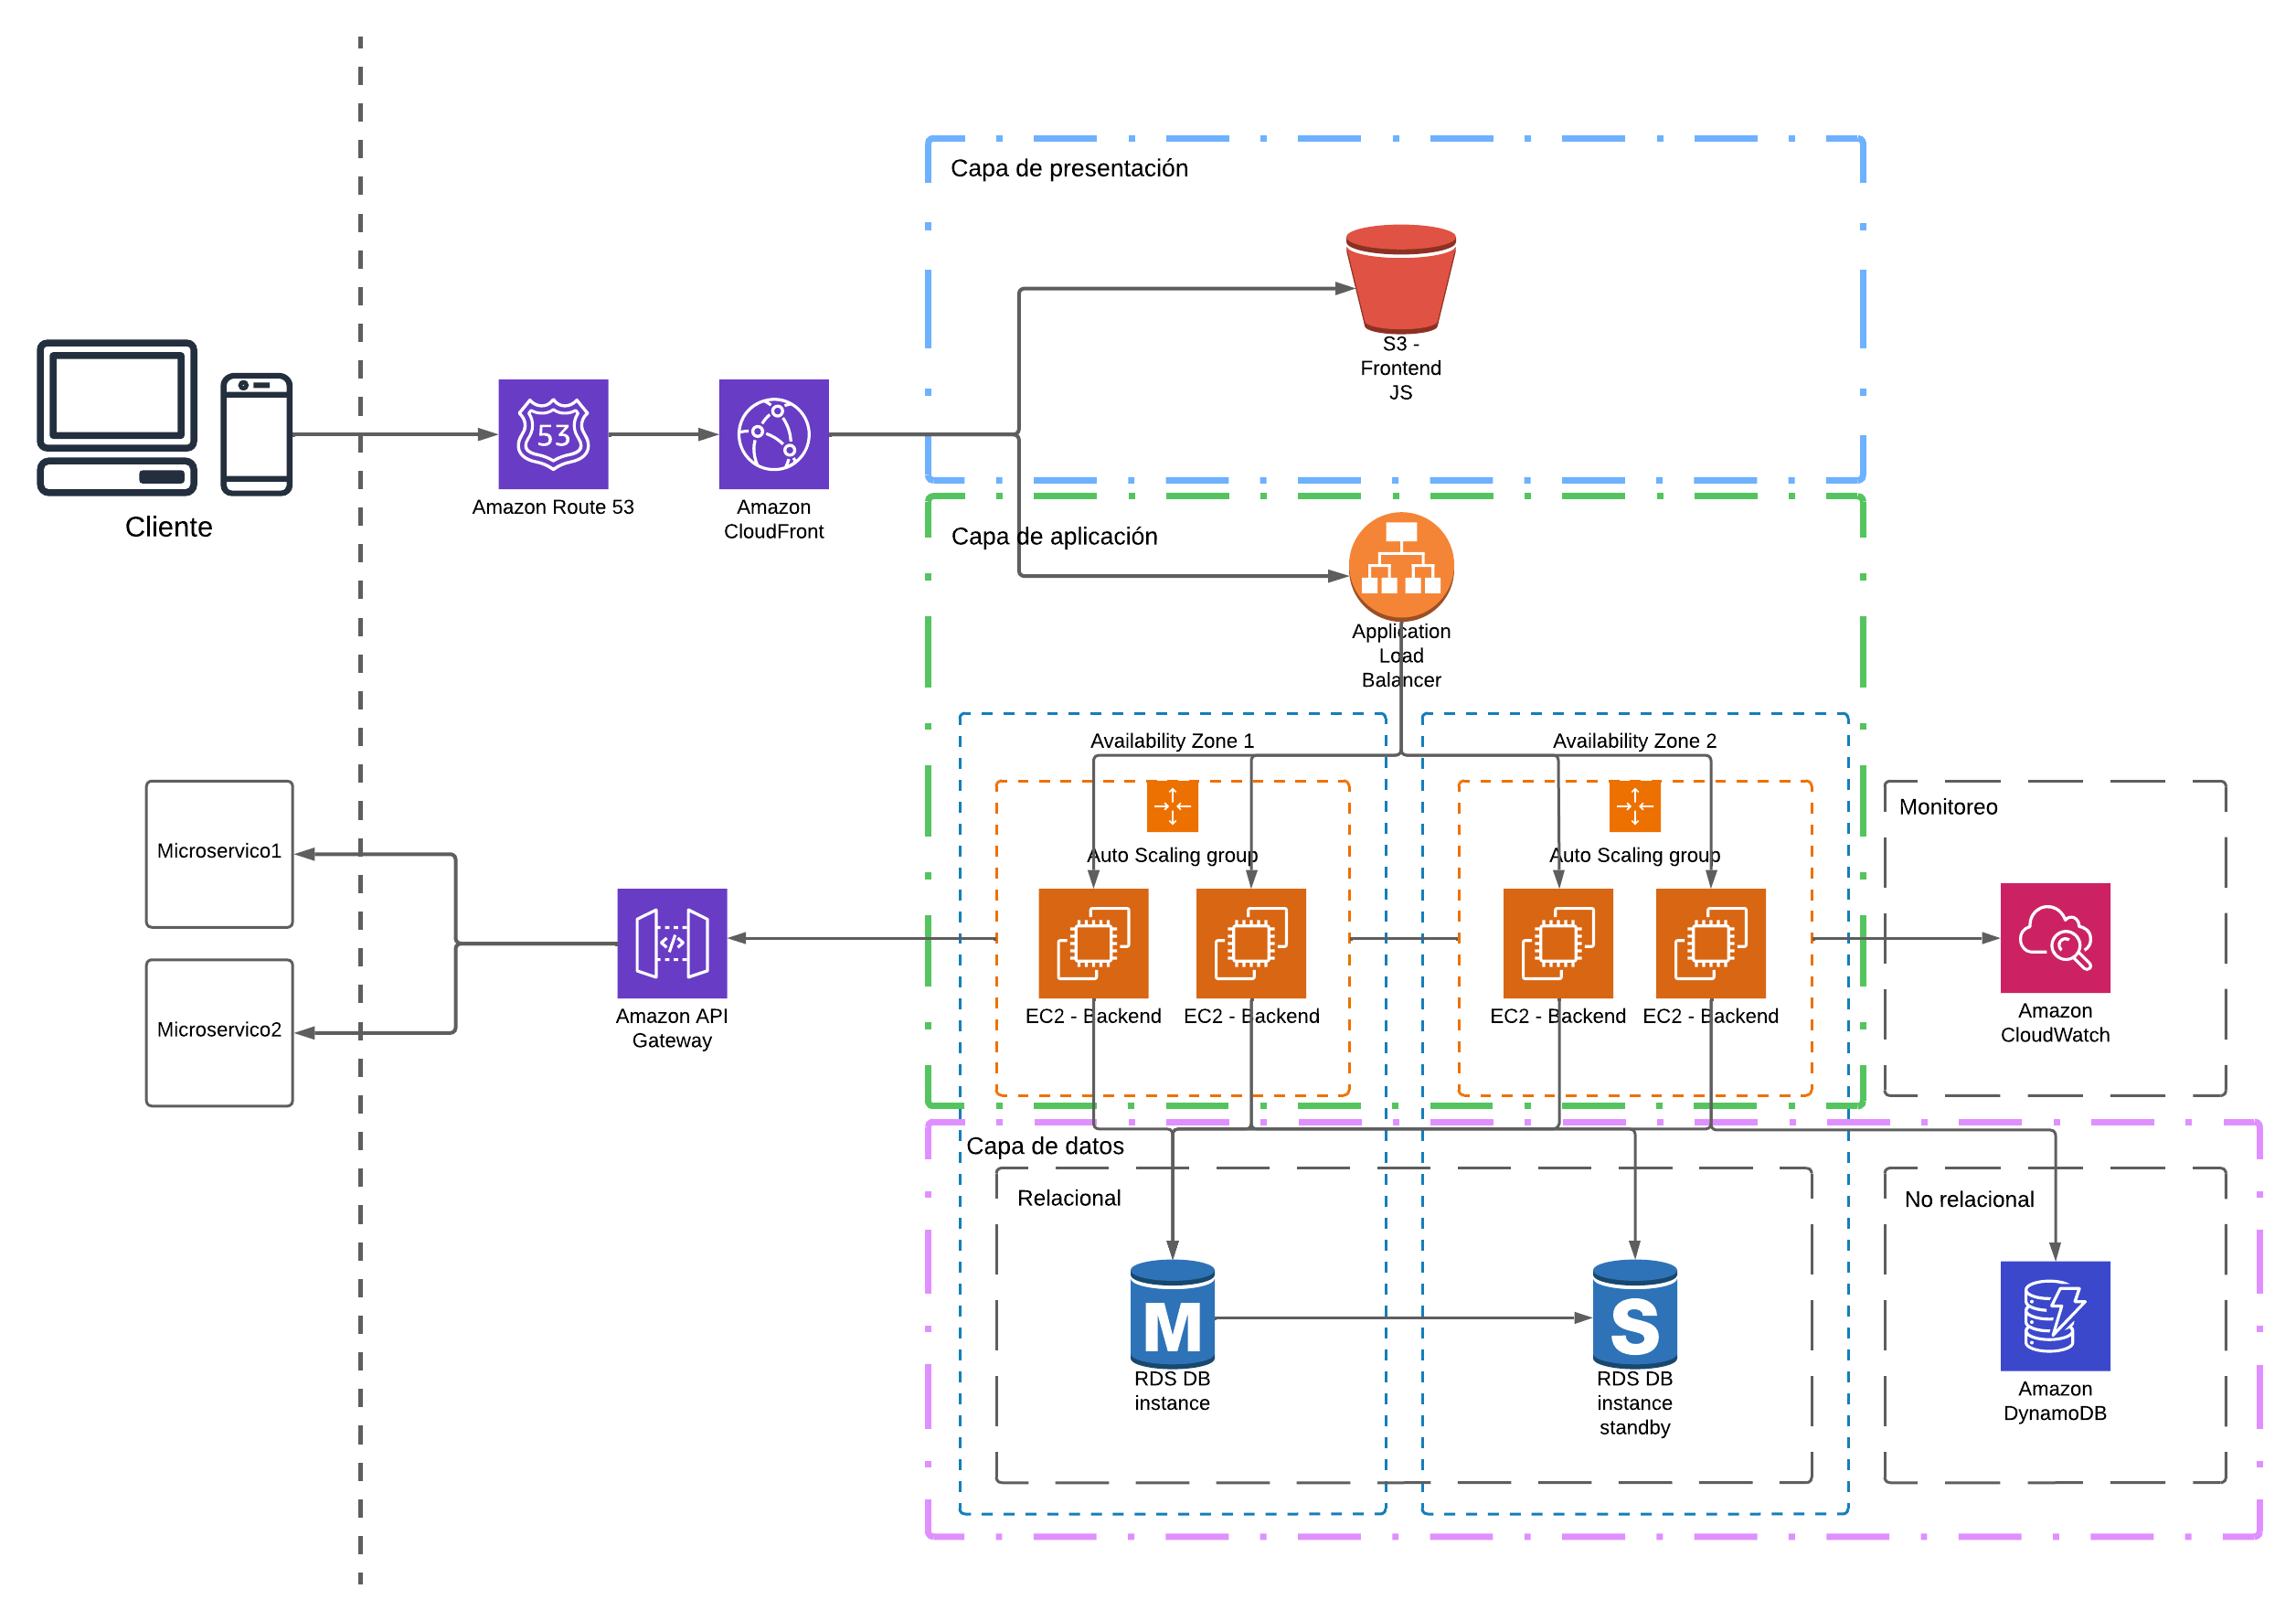 Capa de presentación
S3 -
Frontend
JS
53
Amazon Route 53
Amazon
CloudFront
Cliente
Capa de aplicación
Application
Load
Balancer
Availability Zone 1
Availability Zone 2
Auto Scaling group
Auto Scaling group
Monitoreo
Microservico1
Microservico2
Amazon API
Gateway
EC2 - Backend
EC2 - Backend
EC2 - Backend
EC2 - Backend
Amazon
CloudWatch
Capa de datos
Relacional
No relacional
M
RDS DB
instance
S
RDS DB
instance
standby
Amazon
DynamoDB